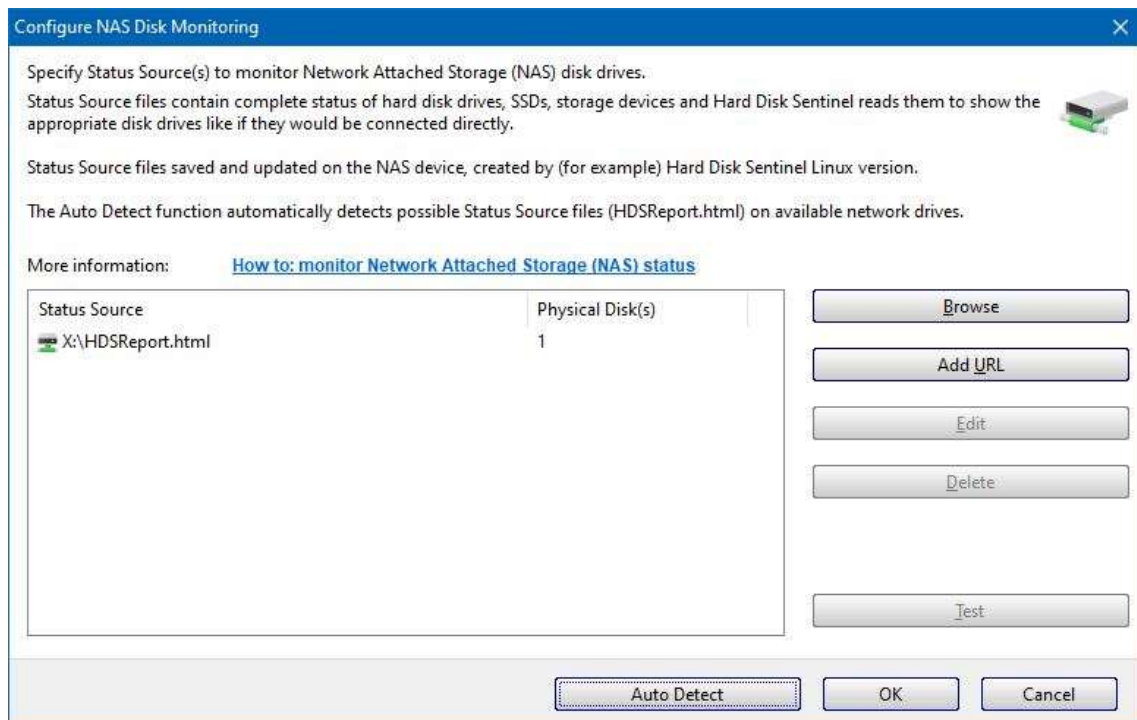 Configure NAS Disk Monitoring
Specify Status Source(s) to monitor Network Attached Storage (NAS) disk drives.
Status Source files contain complete status of hard disk drives, SSDs, storage devices and Hard Disk Sentinel reads them to show the
appropriate disk drives like if they would be connected directly.
Status Source files saved and updated on the NAS device, created by (for example) Hard Disk Sentinel Linux version.
The Auto Detect function automatically detects possible Status Source files (HDSReport.html) on available network drives.
More information: How to: monitor Network Attached Storage (NAS) status
Status Source Physical Disk(s)
X:\HDSReport.html 1
Browse
Add URL
Edit
Delete
Test
Auto Detect OK Cancel